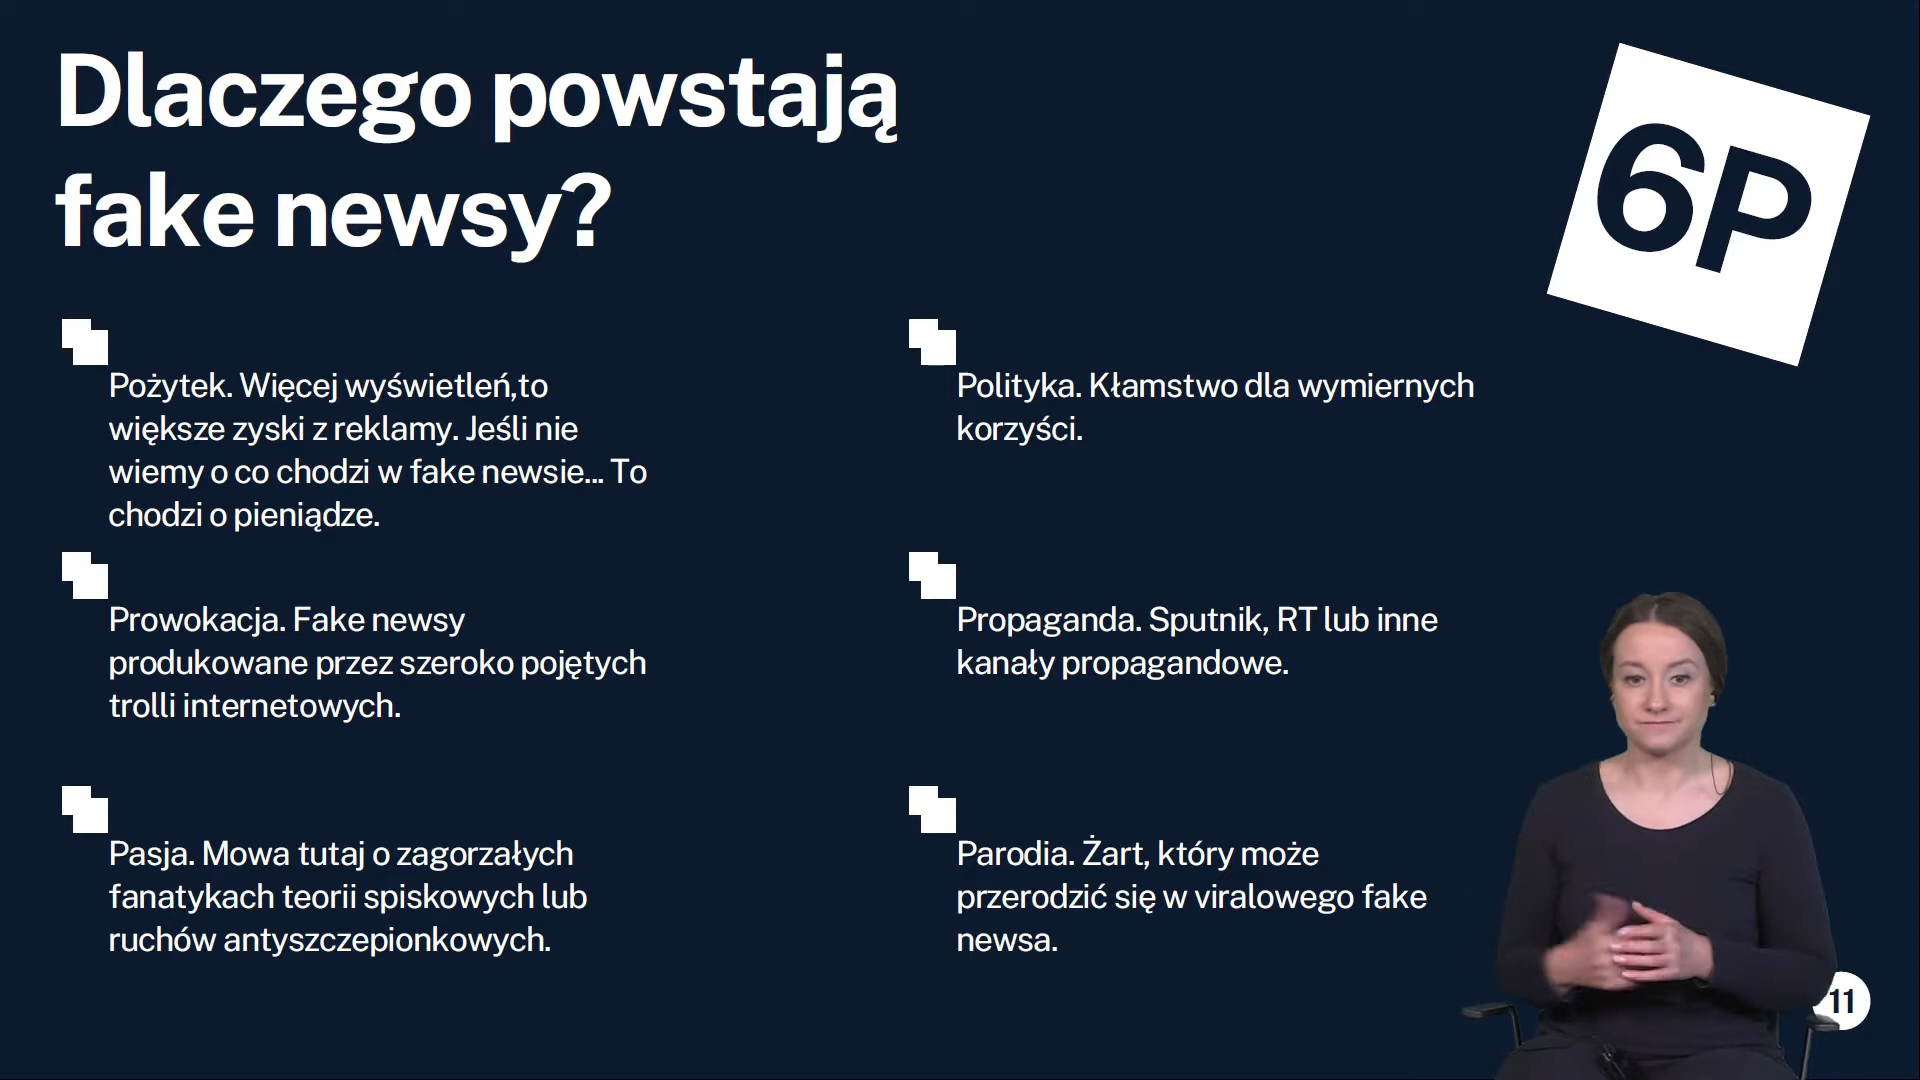 Dlaczego powstają
fake newsy?
6P
Pożytek. Więcej wyświetleń,to
większe zyski z reklamy. Jeśli nie
wiemy o co chodzi w fake newsie... To
chodzi o pieniądze.
Polityka. Kłamstwo dla wymiernych
korzyści.
Prowokacja. Fake newsy
produkowane przez szeroko pojętych
trolli internetowych.
Propaganda. Sputnik, RT lub inne
kanały propagandowe.
Pasja. Mowa tutaj o zagorzałych
fanatykach teorii spiskowych lub
ruchów antyszczepionkowych.
Parodia. Żart, który może
przerodzić się w viralowego fake
newsa.
11